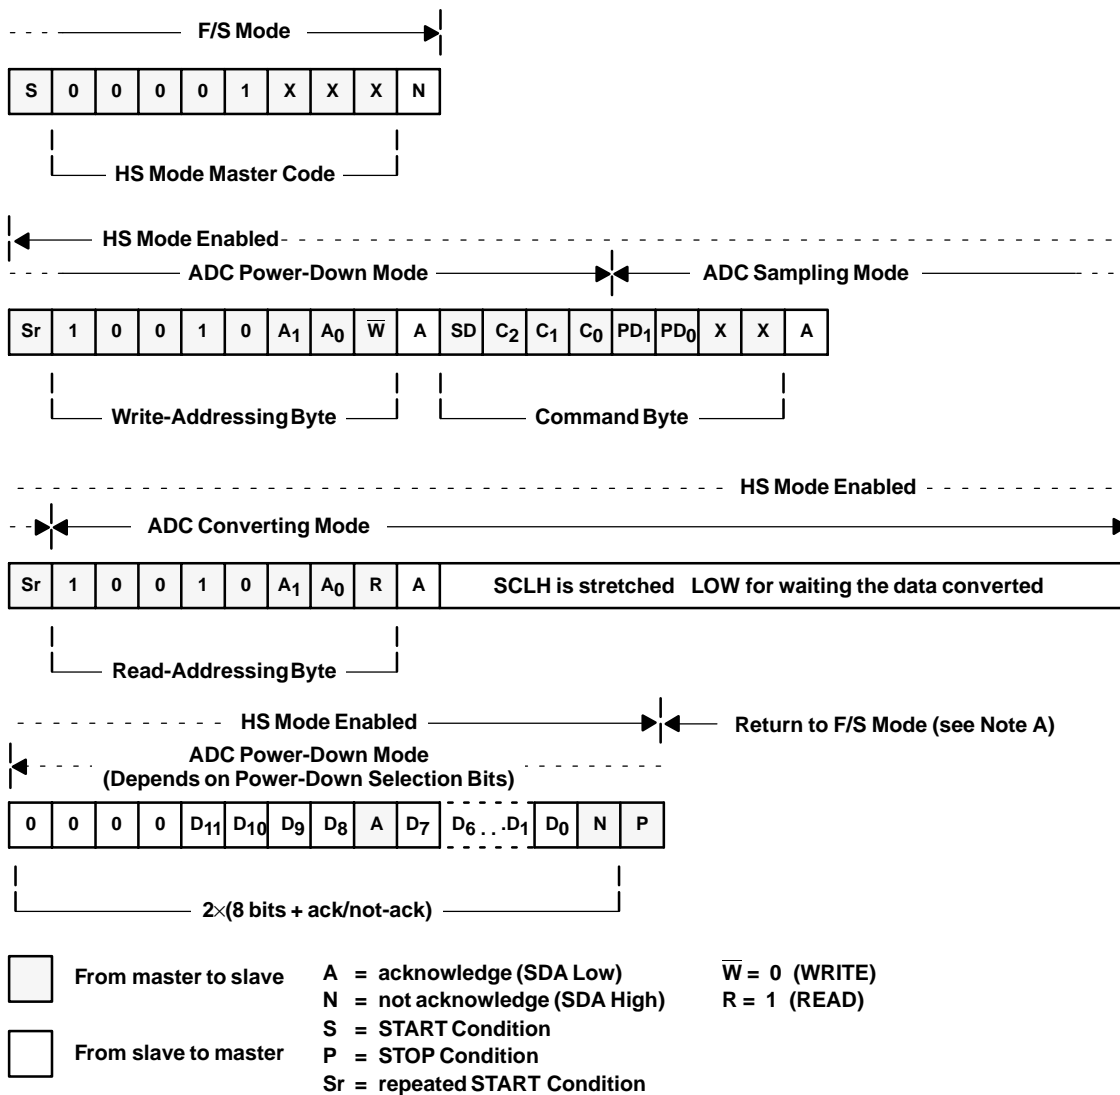 F/S Mode
S 0 0 0 0 1 X X X N
HS Mode Master Code
HS Mode Enabled
ADC Power-Down Mode ADC Sampling Mode
Sr 1 0 0 1 0 A1 A0 W̅ A SD C2 C1 C0 PD1 PD0 X X A
Write-Addressing Byte Command Byte
HS Mode Enabled
ADC Converting Mode
Sr 1 0 0 1 0 A1 A0 R A SCLH is stretched LOW for waiting the data converted
Read-Addressing Byte
HS Mode Enabled Return to F/S Mode (see Note A)
ADC Power-Down Mode
(Depends on Power-Down Selection Bits)
0 0 0 0 D11 D10 D9 D8 A D7 D6 . . .D1 D0 N P
2×(8 bits + ack/not-ack)
From master to slave A = acknowledge (SDA Low) W̅ = 0 (WRITE)
N = not acknowledge (SDA High) R = 1 (READ)
S = START Condition
From slave to master P = STOP Condition
Sr = repeated START Condition